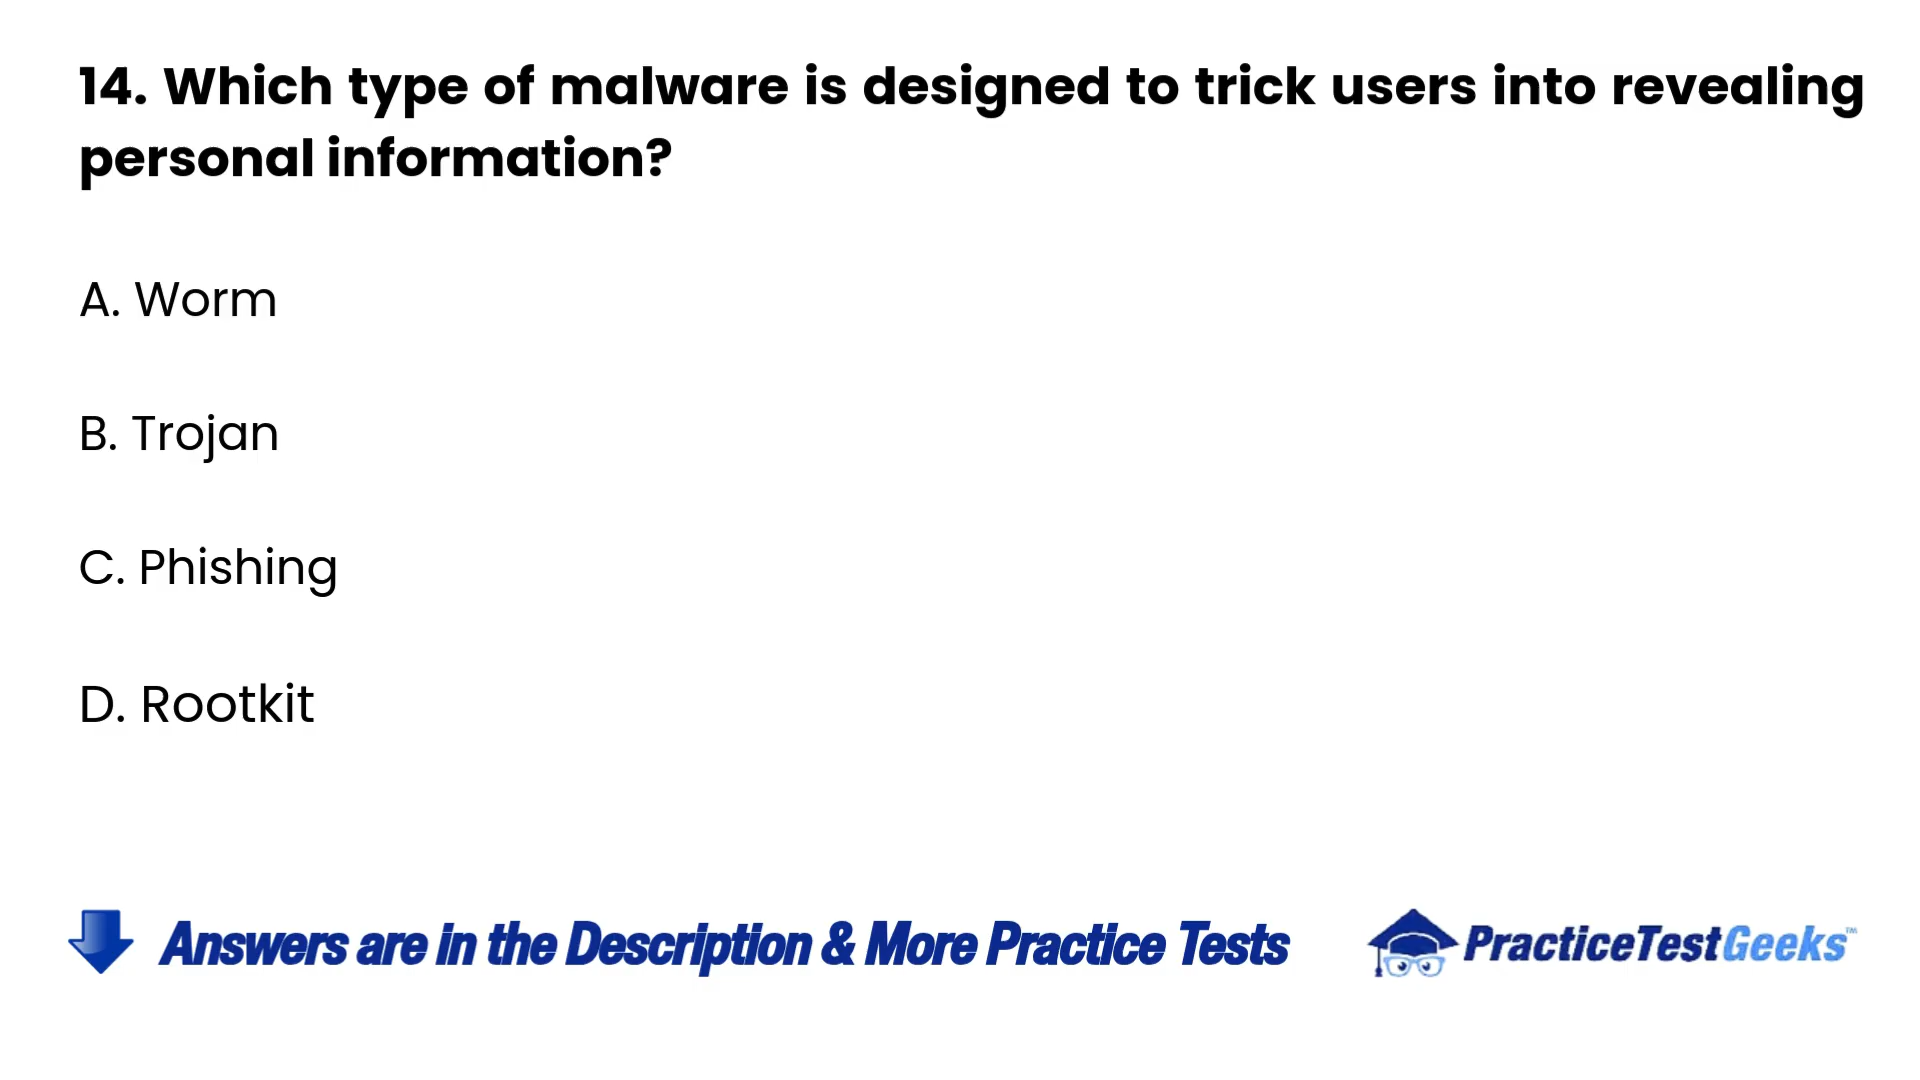 14. Which type of malware is designed to trick users into revealing
personal information?
A. Worm
B. Trojan
C. Phishing
D. Rootkit
Answers are in the Description & More Practice Tests
PracticeTestGeeks™